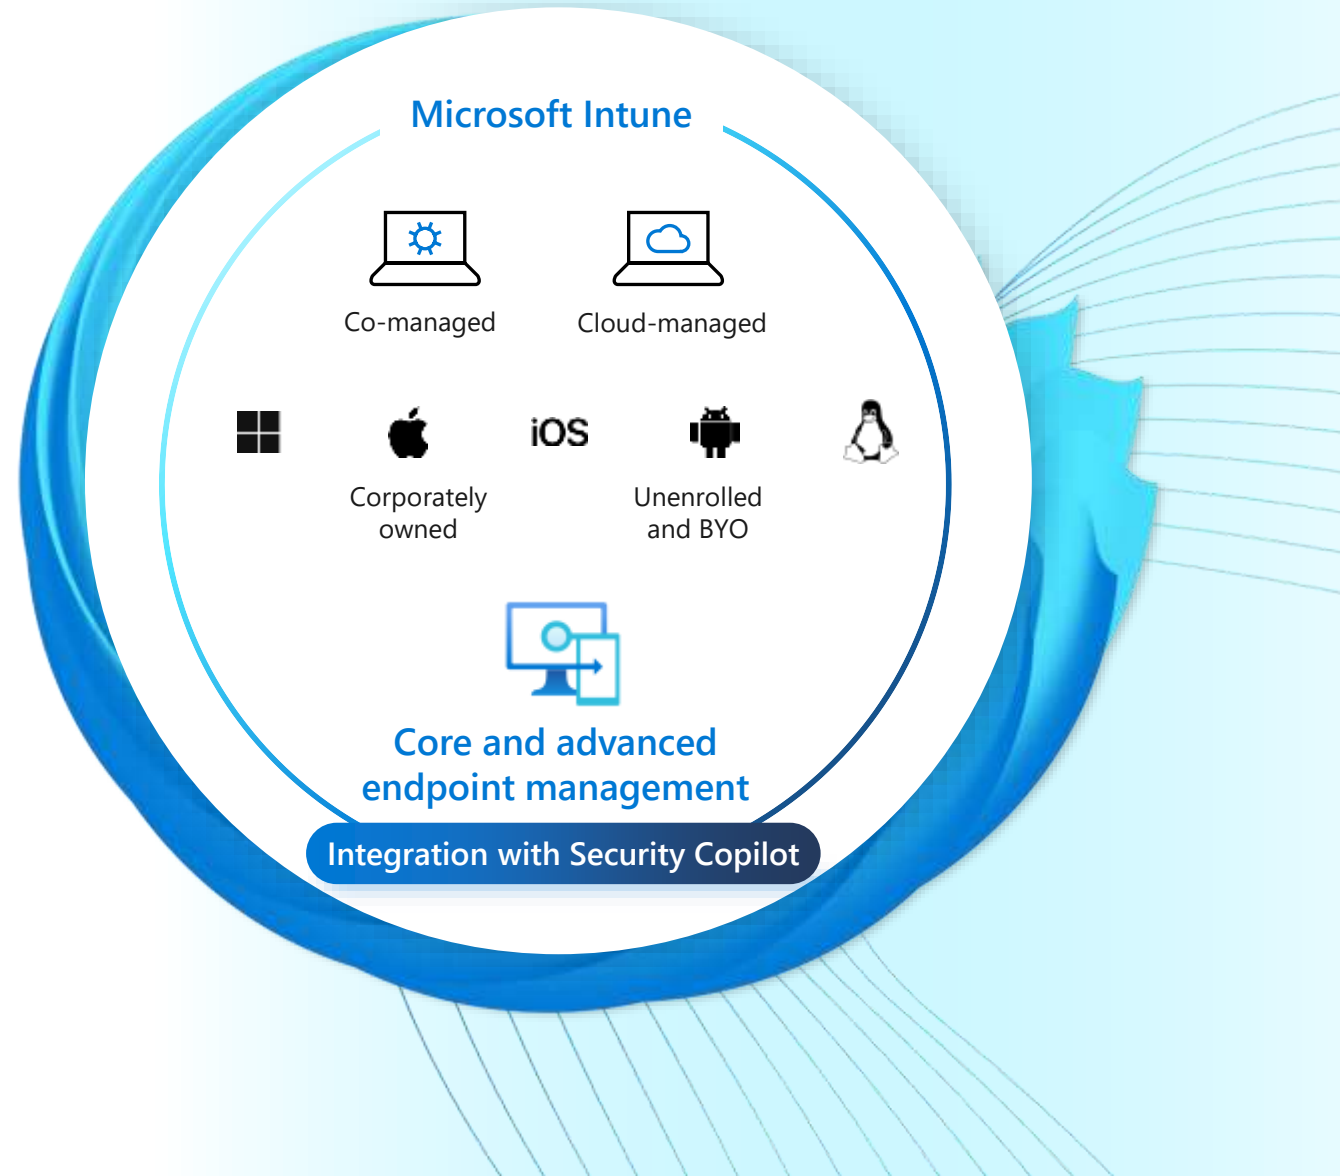 Microsoft Intune
Co-managed
Cloud-managed
iOS
Corporately
owned
Unenrolled
and BYO
Core and advanced
endpoint management
Integration with Security Copilot